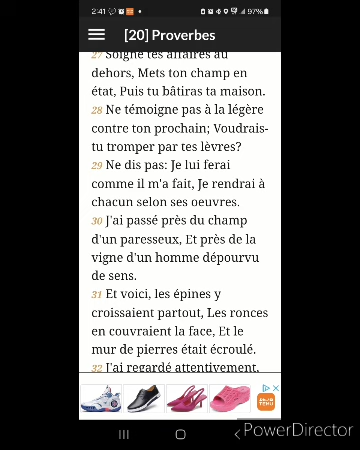 2:41
97%
[20] Proverbs
27 Soigne tes affaires au
dehors, Mets ton champ en
état, Puis tu bâtiras ta maison.
28 Ne témoigne pas à la légère
contre ton prochain; Voudrais-
tu tromper par tes lèvres?
29 Ne dis pas: Je lui ferai
comme il m'a fait, Je rendrai à
chacun selon ses oeuvres.
30 J'ai passé près du champ
d'un paresseux, Et près de la
vigne d'un homme dépourvu
de sens.
31 Et voici, les épines y
croissaient partout, Les ronces
en couvraient la face, Et le
mur de pierres était écroulé.
32 J'ai regardé attentivement,
TEMU
PowerDirector